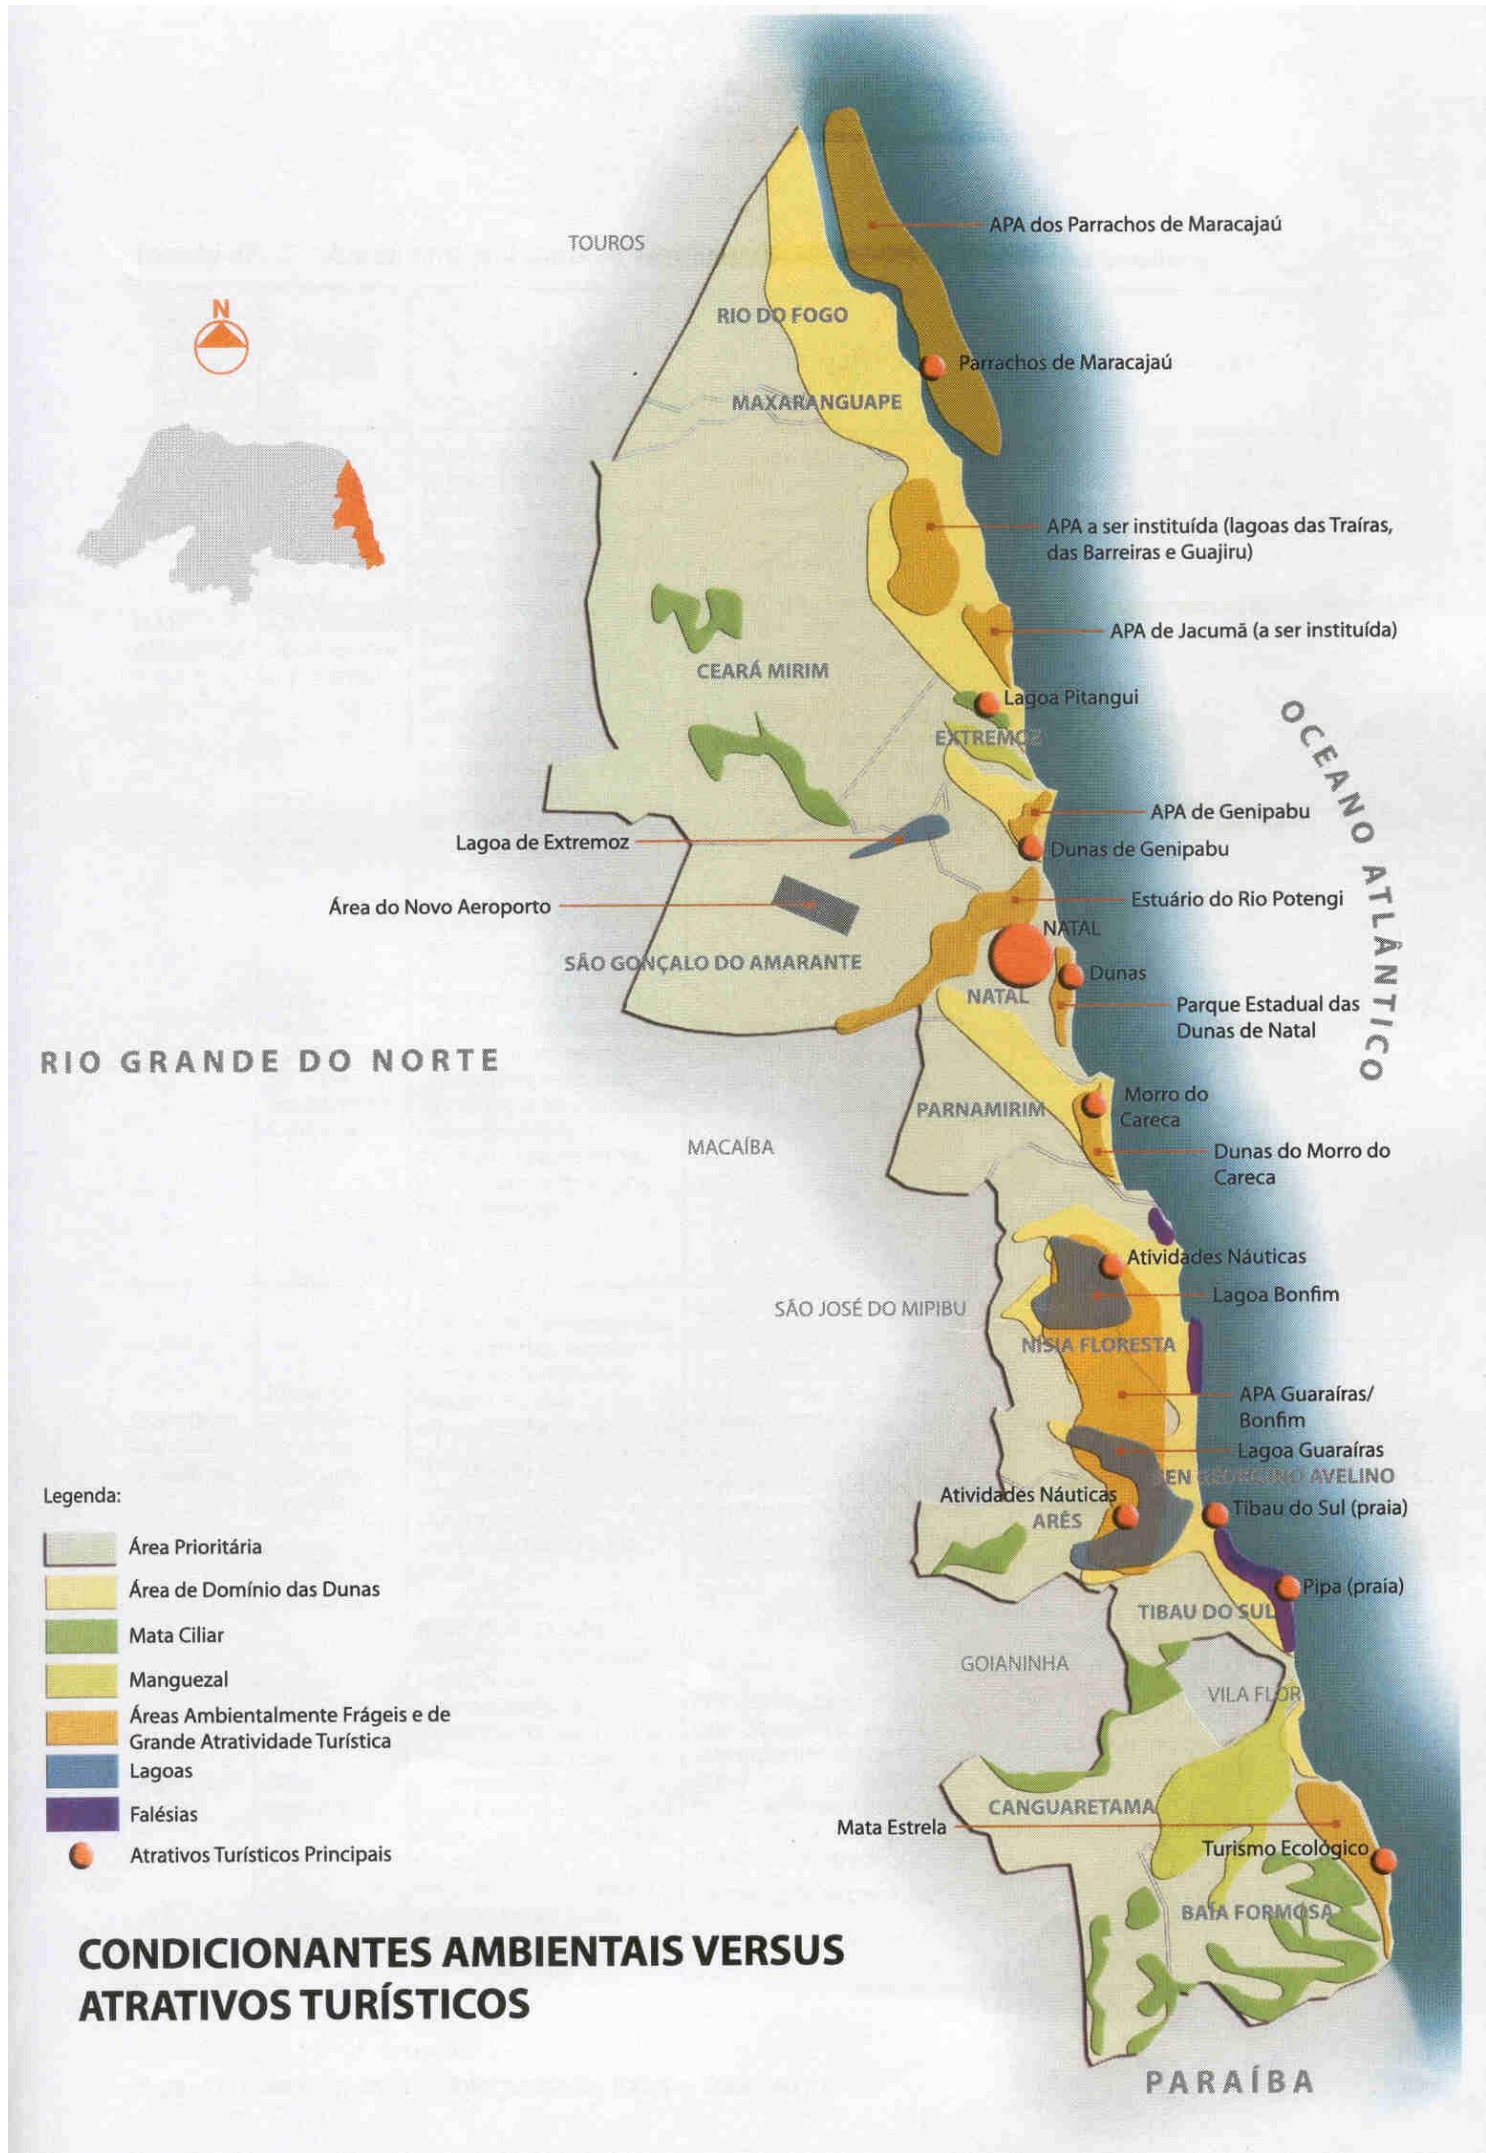 TOUROS
APA dos Parrachos de Maracajaú
N
RIO DO FOGO
Parrachos de Maracajaú
MAXARANGUAPE
APA a ser instituída (lagoas das Traíras,
das Barreiras e Guajiru)
APA de Jacumã (a ser instituída)
CEARÁ MIRIM
Lagoa Pitangui
EXTREMOZ
OCEANO ATLÂNTICO
APA de Genipabu
Lagoa de Extremoz
Dunas de Genipabu
Estuário do Rio Potengi
Área do Novo Aeroporto
NATAL
SÃO GONÇALO DO AMARANTE
Dunas
NATAL
Parque Estadual das
Dunas de Natal
RIO GRANDE DO NORTE
Morro do
Careca
PARNAMIRIM
MACAÍBA
Dunas do Morro do
Careca
Atividades Náuticas
Lagoa Bonfim
SÃO JOSÉ DO MIPIBU
NÍSIA FLORESTA
APA Guaraíras/
Bonfim
Lagoa Guaraíras
SEN GEORGINO AVELINO
Atividades Náuticas
Tibau do Sul (praia)
ARÊS
Pipa (praia)
TIBAU DO SUL
GOIANINHA
VILA FLOR
CANGUARETAMA
Mata Estrela
Turismo Ecológico
BAÍA FORMOSA
PARAÍBA
Legenda:
Área Prioritária
Área de Domínio das Dunas
Mata Ciliar
Manguezal
Áreas Ambientalmente Frágeis e de
Grande Atratividade Turística
Lagoas
Falésias
Atrativos Turísticos Principais
CONDICIONANTES AMBIENTAIS VERSUS
ATRATIVOS TURÍSTICOS